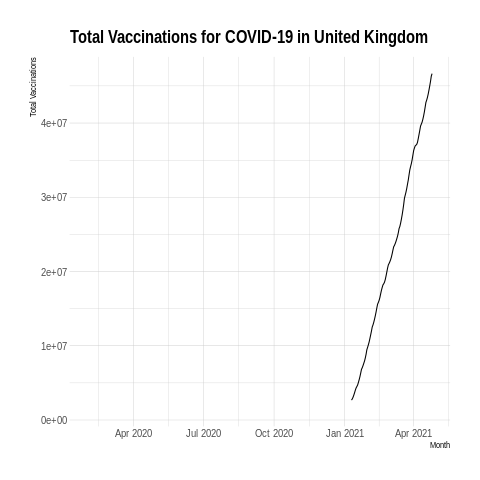 Total Vaccinations for COVID-19 in United Kingdom
Total Vaccinations
4e+07
3e+07
2e+07
1e+07
0e+00
Apr 2020 Jul 2020 Oct 2020 Jan 2021 Apr 2021
Month